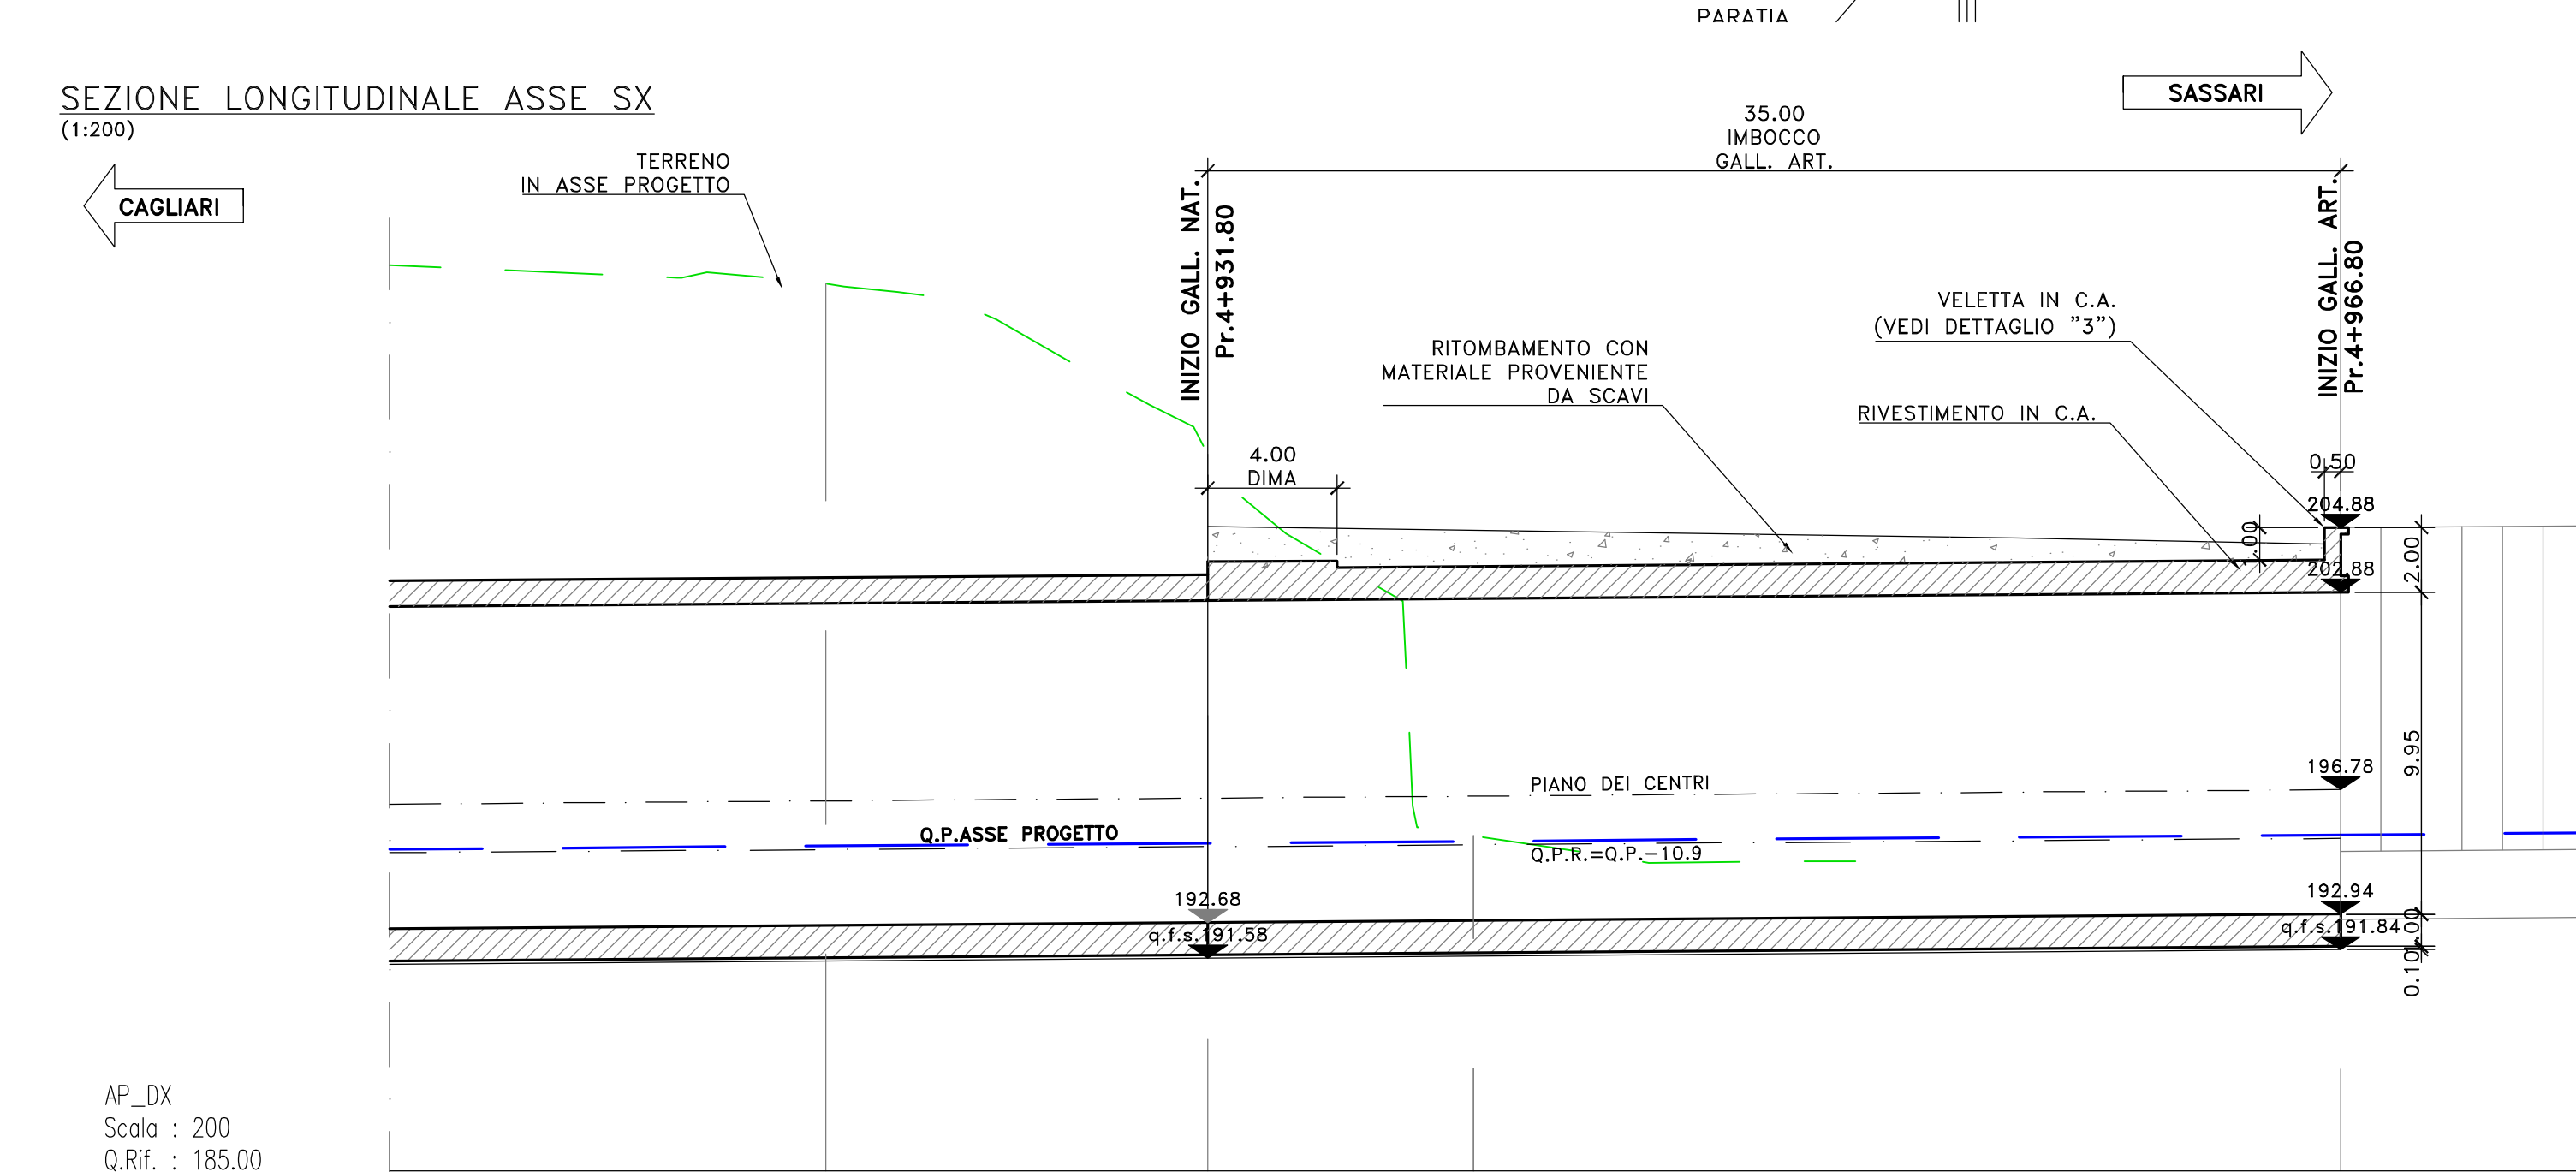 PARATIA
SEZIONE LONGITUDINALE ASSE SX
(1:200)
CAGLIARI
SASSARI
TERRENO
IN ASSE PROGETTO
35.00
IMBOCCO
GALL. ART.
INIZIO GALL. NAT.
Pr.4+931.80
INIZIO GALL. ART.
Pr.4+966.80
VELETTA IN C.A.
(VEDI DETTAGLIO "3")
RITOMBAMENTO CON
MATERIALE PROVENIENTE
DA SCAVI
RIVESTIMENTO IN C.A.
4.00
DIMA
0.50
204.88
1.00
202.88
2.00
9.95
196.78
PIANO DEI CENTRI
Q.P.ASSE PROGETTO
Q.P.R.=Q.P.-10.9
192.68
q.f.s.191.58
192.94
q.f.s.191.84
1.00
0.10
AP_DX
Scala : 200
Q.Rif. : 185.00